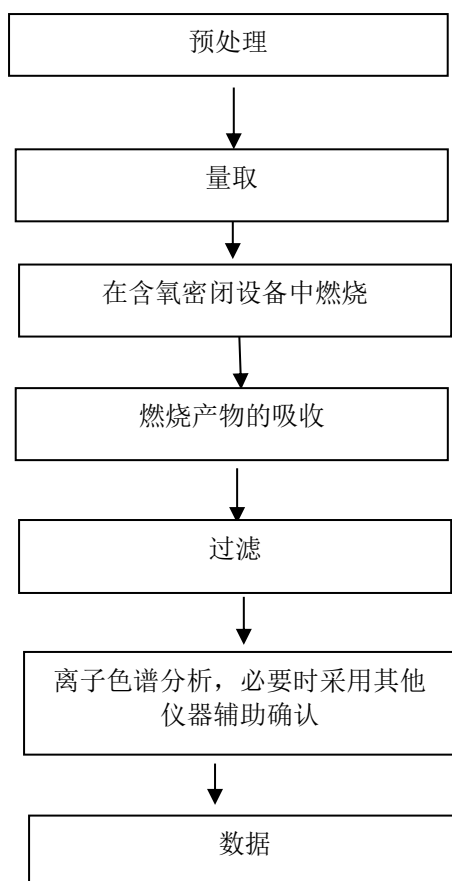 预处理
量取
在含氧密闭设备中燃烧
燃烧产物的吸收
过滤
离子色谱分析，必要时采用其他
仪器辅助确认
数据